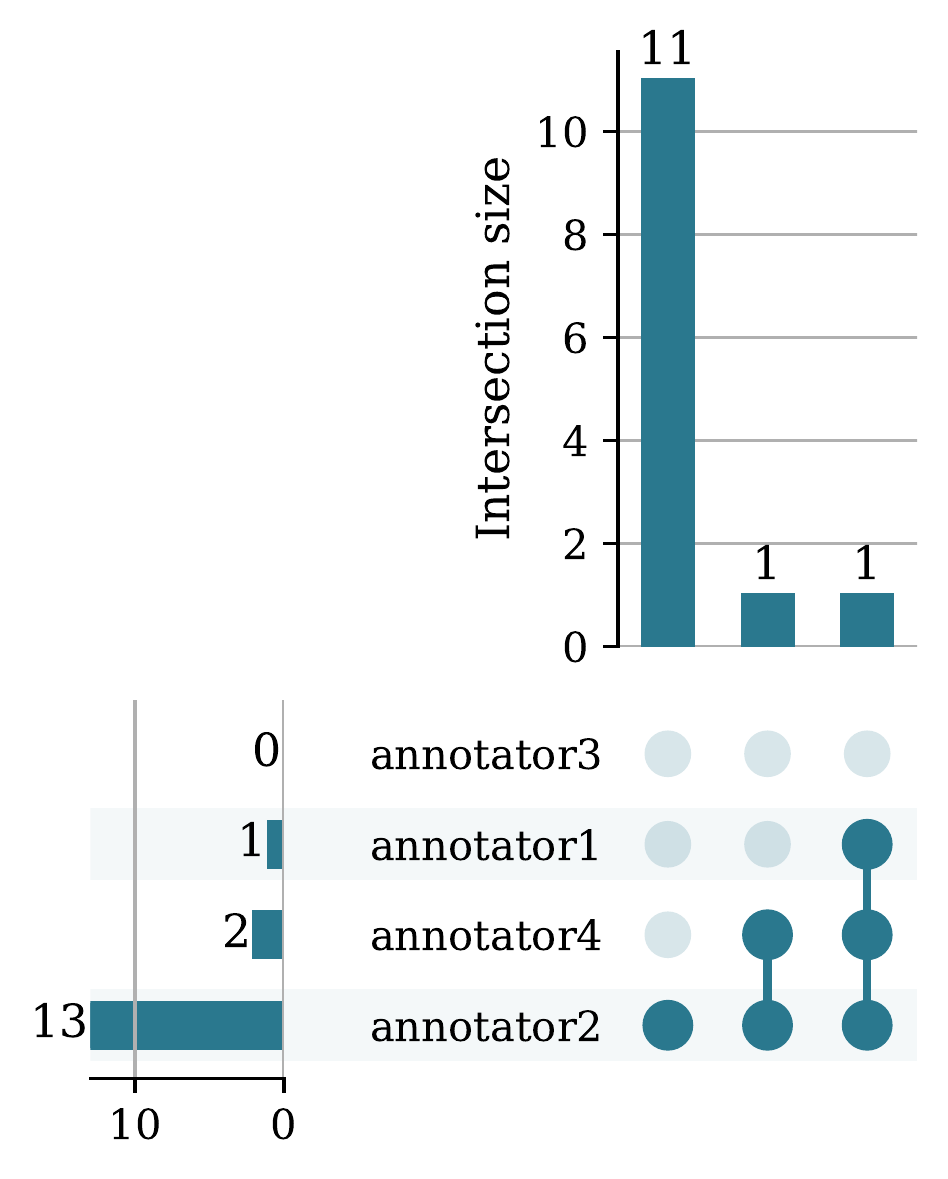 11
10
8
6
4
2
0
Intersection size
1 1
0 annotator3
1 annotator1
2 annotator4
13 annotator2
10 0